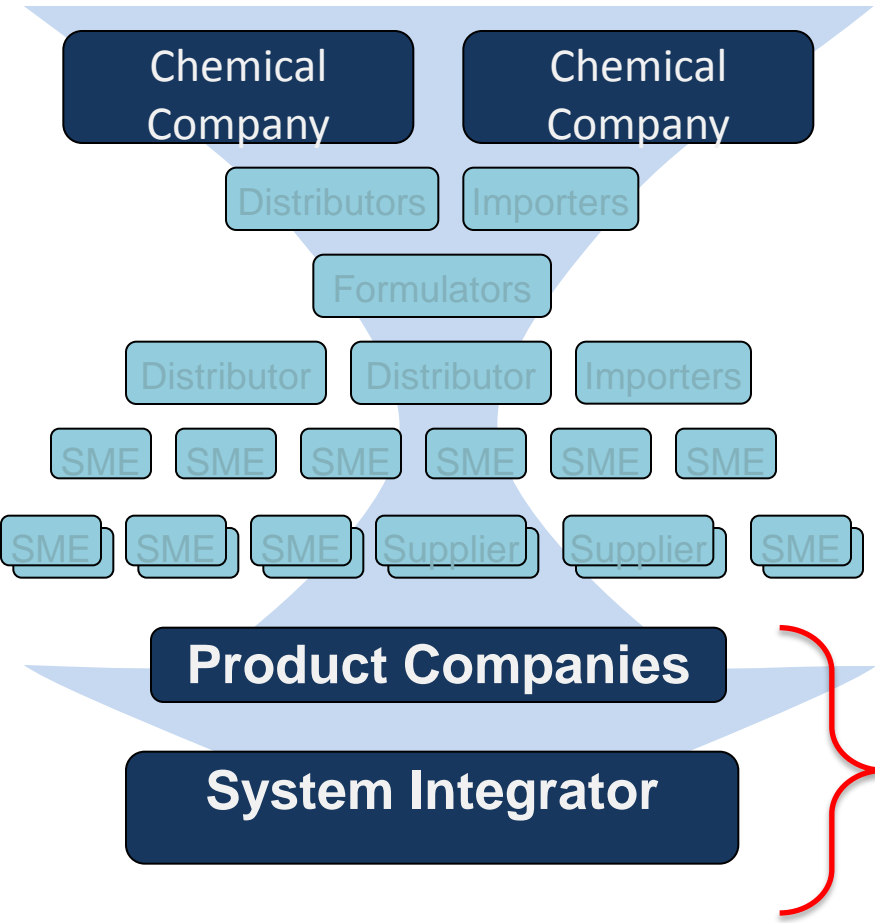 Chemical Chemical
Company Company
Distributors Importers
Formulators
Distributor Distributor Importers
SME SME SME SME SME SME
SME SME SME Supplier Supplier SME
Product Companies
System Integrator